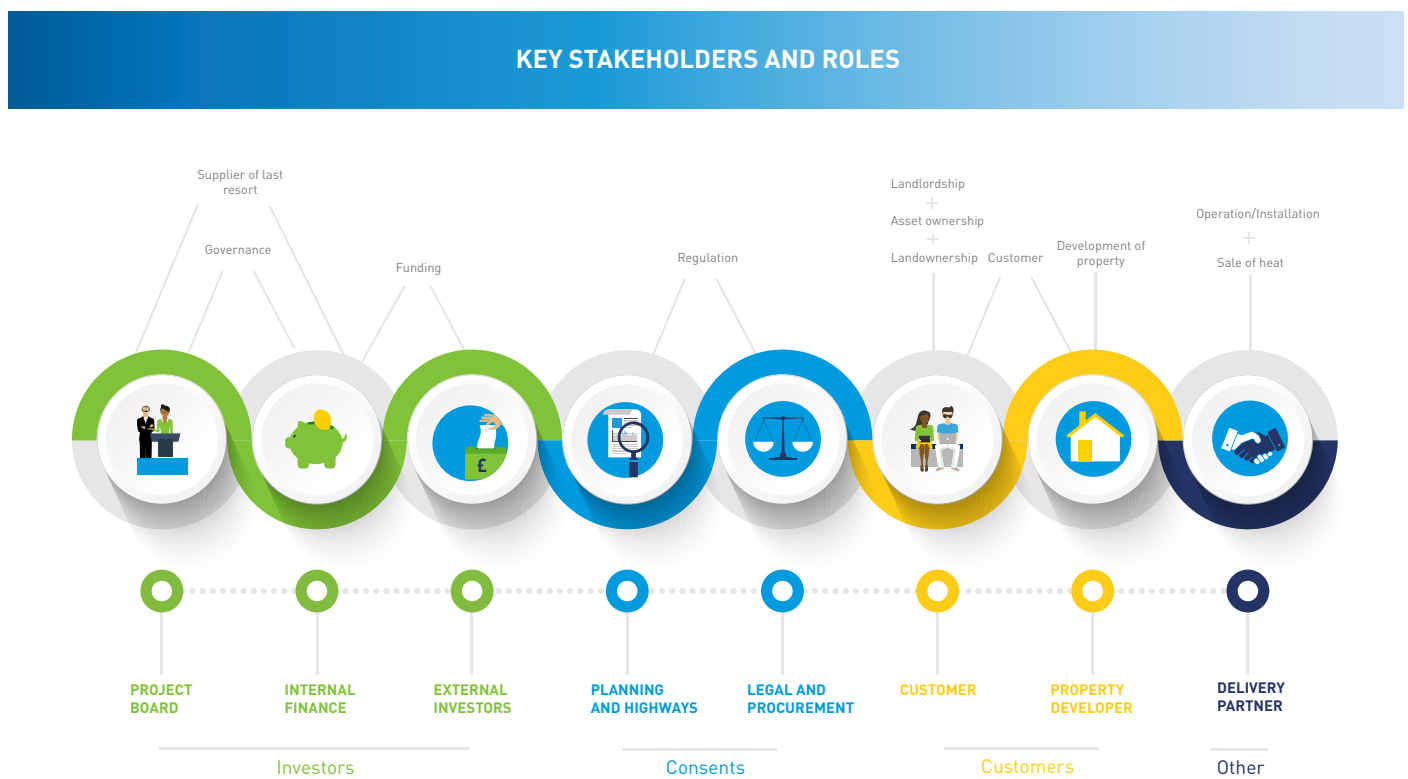 KEY STAKEHOLDERS AND ROLES
Supplier of last
resort
Governance
Funding
Regulation
Landlordship
+
Asset ownership
+
Landownership
Customer
Development of
property
Operation/Installation
+
Sale of heat
£
PROJECT
BOARD
INTERNAL
FINANCE
EXTERNAL
INVESTORS
PLANNING
AND HIGHWAYS
LEGAL AND
PROCUREMENT
CUSTOMER
PROPERTY
DEVELOPER
DELIVERY
PARTNER
Investors
Consents
Customers
Other